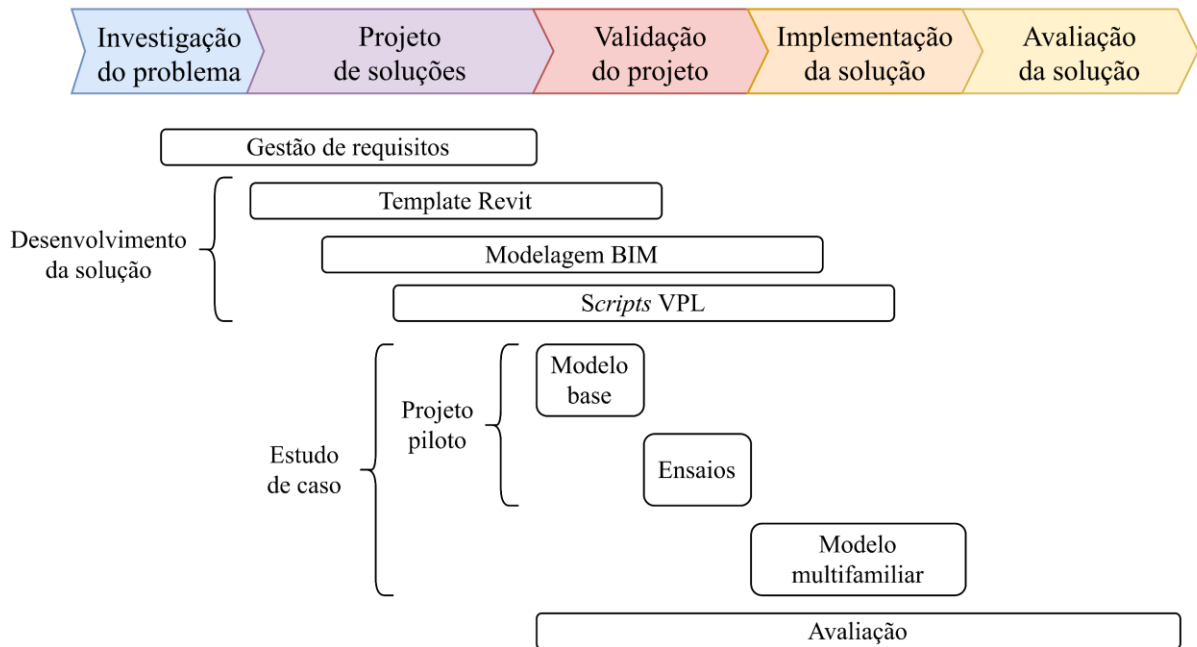 Investigação
do problema
Projeto
de soluções
Validação
do projeto
Implementação
da solução
Avaliação
da solução
Gestão de requisitos
Desenvolvimento
da solução
Template Revit
Modelagem BIM
Scripts VPL
Estudo
de caso
Projeto
piloto
Modelo
base
Ensaios
Modelo
multifamiliar
Avaliação